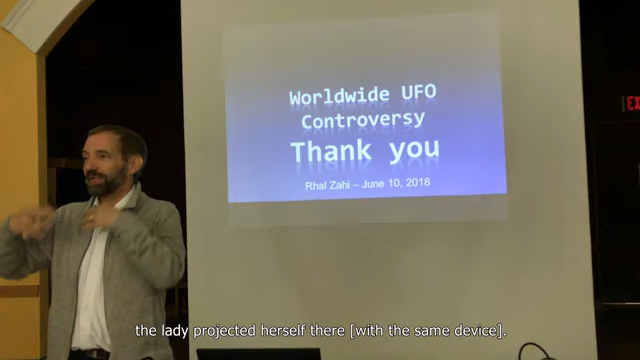 Worldwide UFO
Controversy
Thank you
Rhal Zahi – June 10, 2018
the lady projected herself there [with the same device].